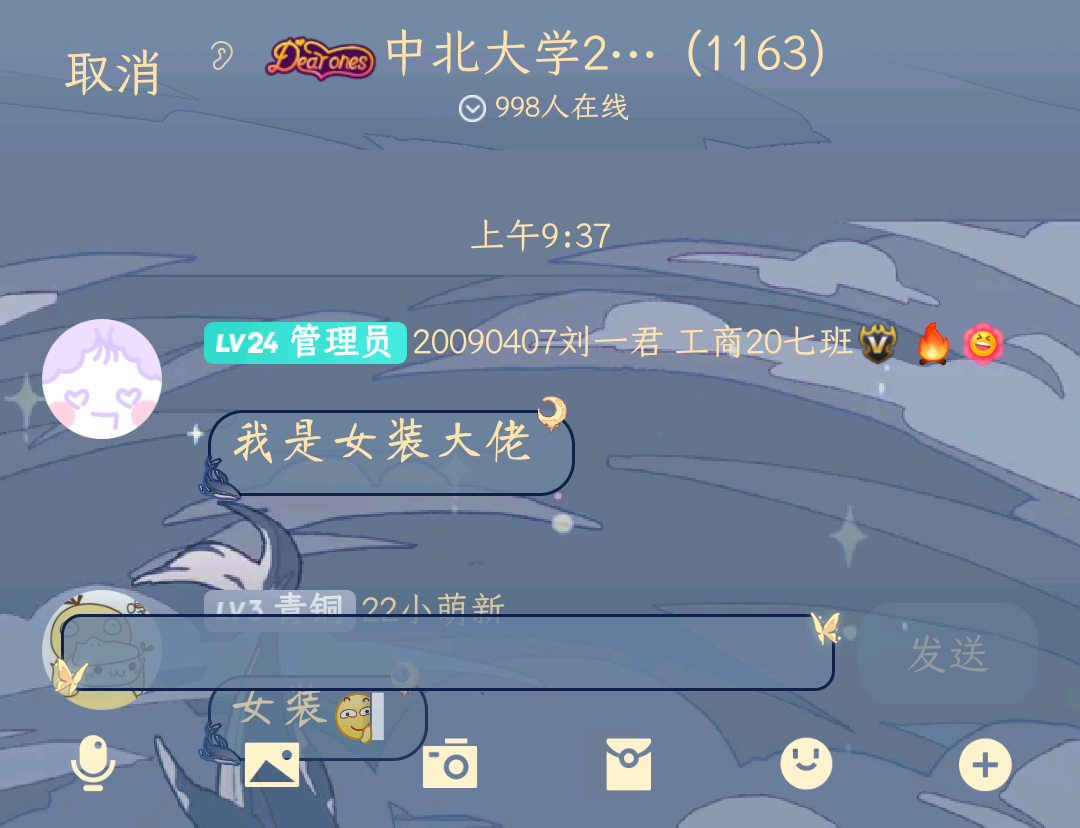 取消
Dear ones 中北大学2… (1163)
998人在线
上午9:37
LV24 管理员 20090407刘一君 工商20七班
我是女装大佬
LV3 青铜 22小萌新
发送
女装